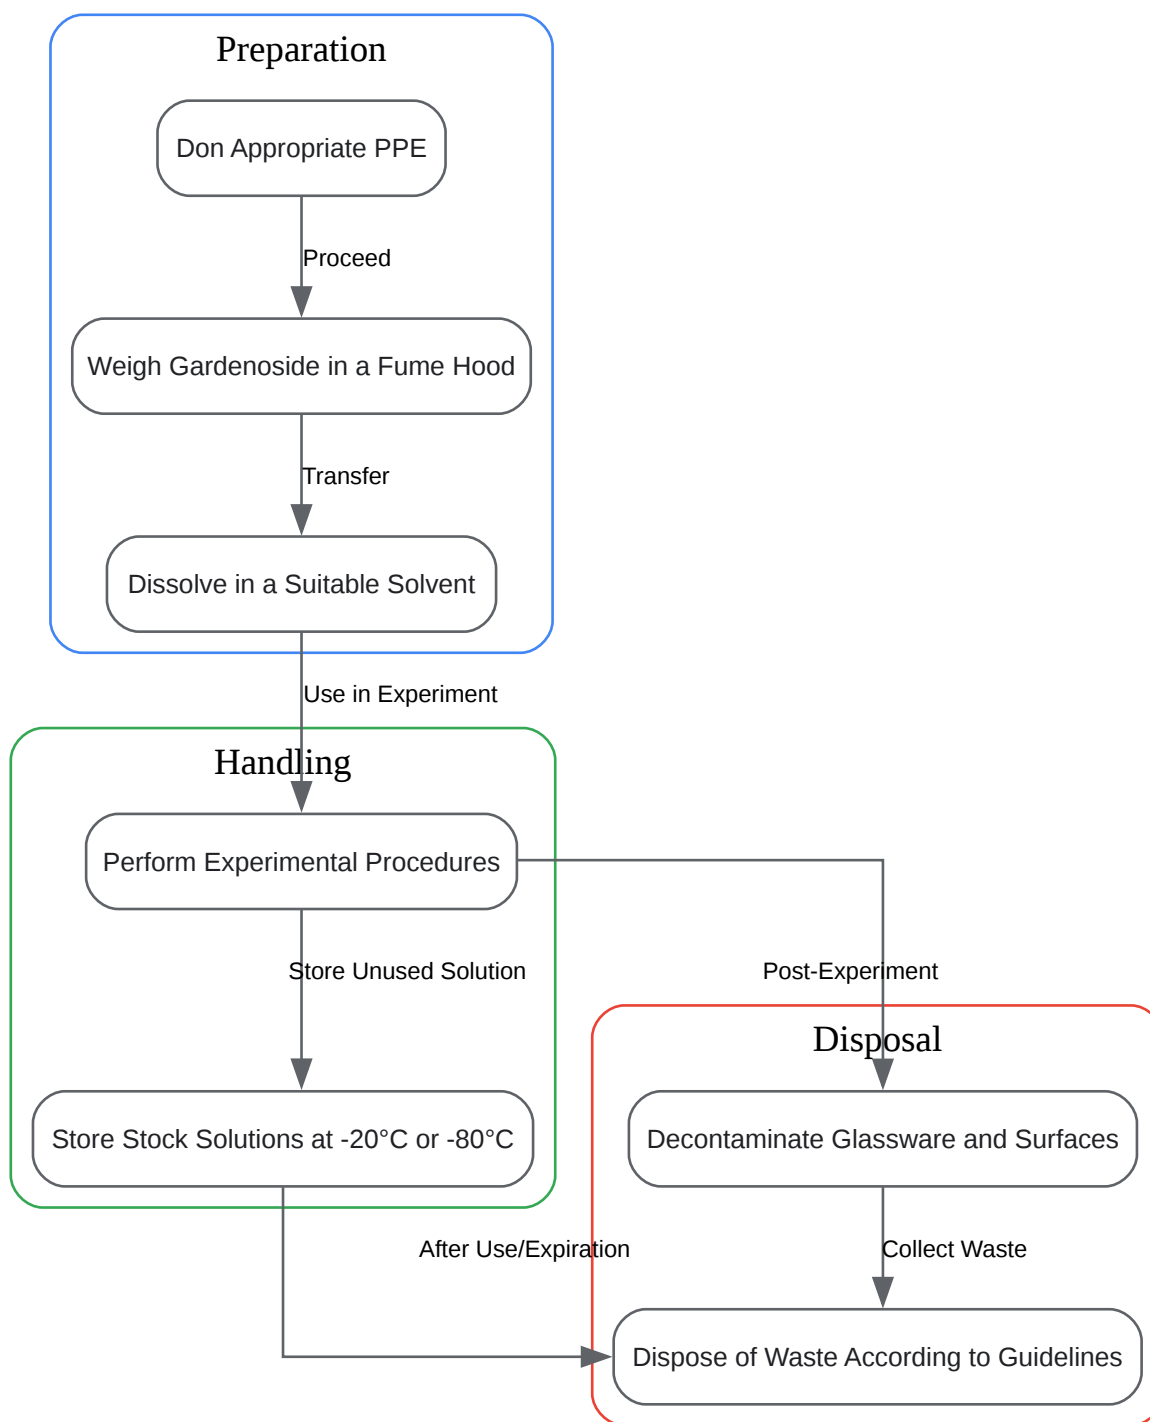 Preparation
Don Appropriate PPE
Proceed
Weigh Gardenoside in a Fume Hood
Transfer
Dissolve in a Suitable Solvent
Use in Experiment
Handling
Perform Experimental Procedures
Store Unused Solution
Post-Experiment
Disposal
Store Stock Solutions at -20°C or -80°C
Decontaminate Glassware and Surfaces
After Use/Expiration
Collect Waste
Dispose of Waste According to Guidelines